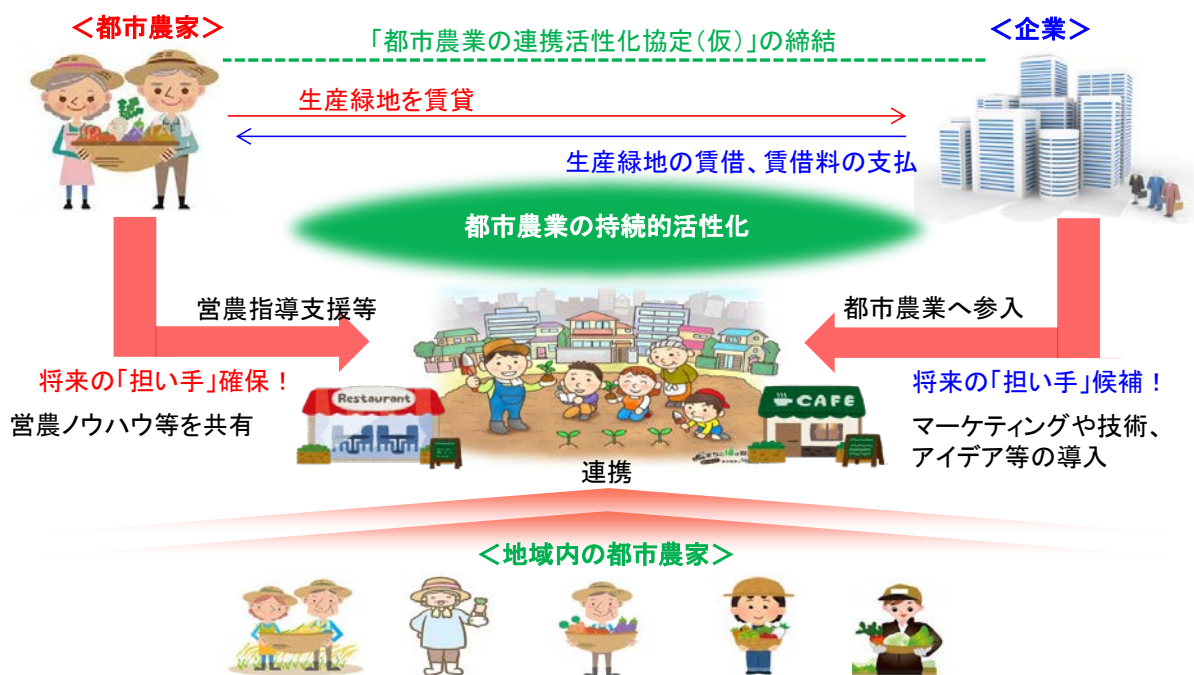 ＜都市農家＞
＜企業＞
「都市農業の連携活性化協定（仮）」の締結
生産緑地を賃貸
生産緑地の賃借、賃借料の支払
都市農業の持続的活性化
営農指導支援等
都市農業へ参入
将来の「担い手」確保！
営農ノウハウ等を共有
将来の「担い手」候補！
マーケティングや技術、
アイデア等の導入
Restaurant
CAFE
連携
＜地域内の都市農家＞